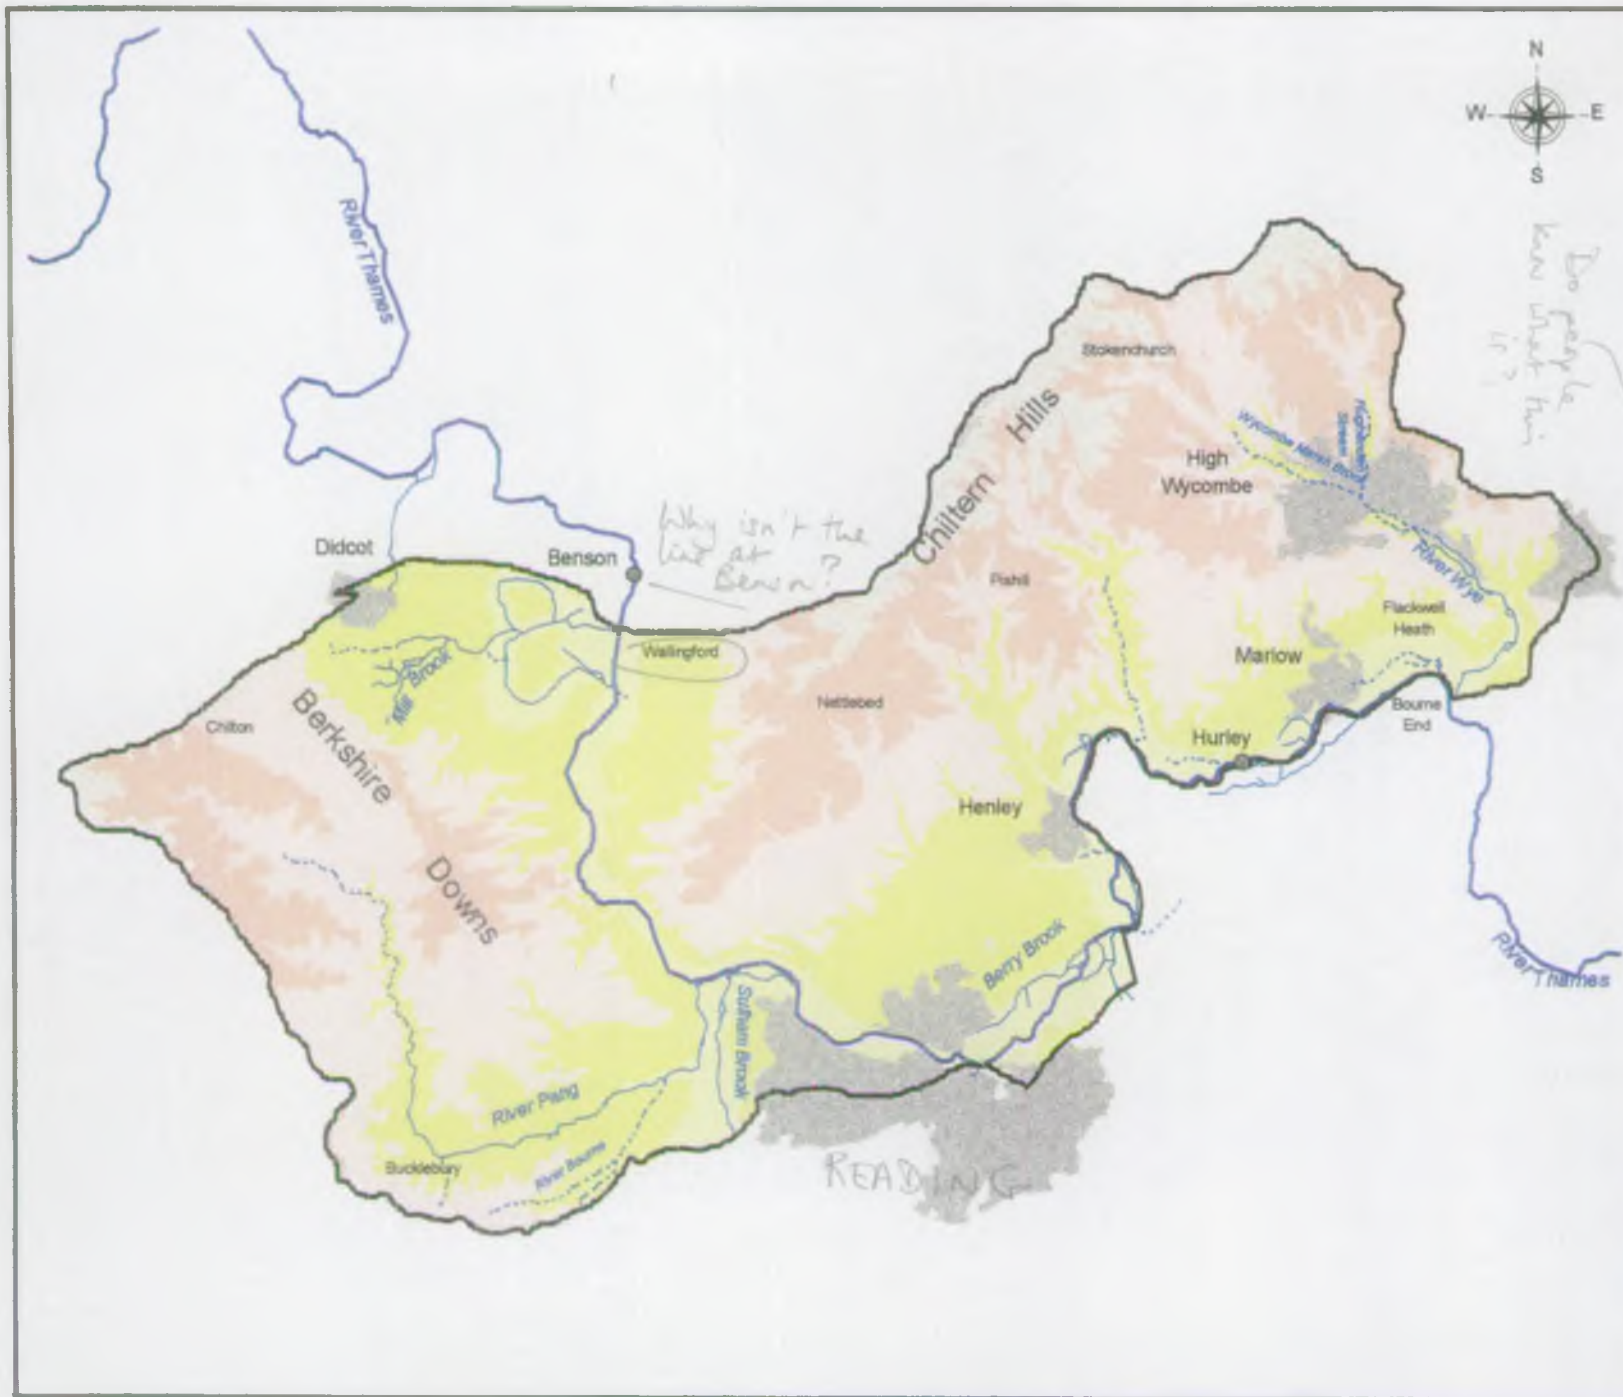 N
W
E
S
River Thames
Do people
know what this
is?
Stokenchurch
Chiltern Hills
Wycombe Marsh Brook
Hughenden
Stream
High
Wycombe
Why isn't the
line at
Benson?
Didcot
Benson
Pishill
River Wye
Flackwell
Heath
Wallingford
Marlow
Mill Brook
Nettlebed
Bourne
End
Chilton
Berkshire
Downs
Hurley
Henley
Berry Brook
River Thames
Sulham Brook
River Pang
River Bourne
Bucklebury
READING